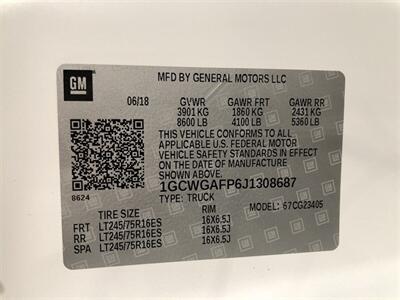 GM
MFD BY GENERAL MOTORS LLC
06/18 GVWR GAWR FRT GAWR RR
3901 KG 1860 KG 2431 KG
8600 LB 4100 LB 5360 LB
THIS VEHICLE CONFORMS TO ALL
APPLICABLE U.S. FEDERAL MOTOR
VEHICLE SAFETY STANDARDS IN EFFECT
ON THE DATE OF MANUFACTURE
SHOWN ABOVE.
1GCWGAFP6J1308687
8624 TYPE: TRUCK MODEL: 67CG23405
TIRE SIZE RIM
FRT LT245/75R16ES 16X6.5J
RR LT245/75R16ES 16X6.5J
SPA LT245/75R16ES 16X6.5J